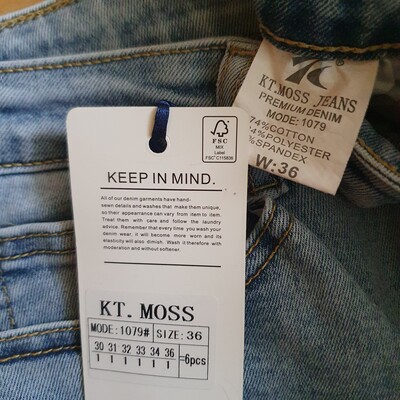 KT.MOSS JEANS
PREMIUM DENIM
MODE: 1079
74%COTTON
4%POLYESTER
%SPANDEX
W:36
FSC
MIX
Label
FSC® C115836
KEEP IN MIND.
All of our denim garments have hand-
sewn details and washes that make them unique,
so their appearrance can vary from item to item.
Treat them with care and follow the laundry
advice. Remember that every time you wash your
denim wear, it will become more worn and its
elasticity will also dimish. Wash it therefore with
moderation and without softener.
KT. MOSS
MODE:1079# SIZE: 36
30 31 32 33 34 36
1 1 1 1 1 1 =6pcs